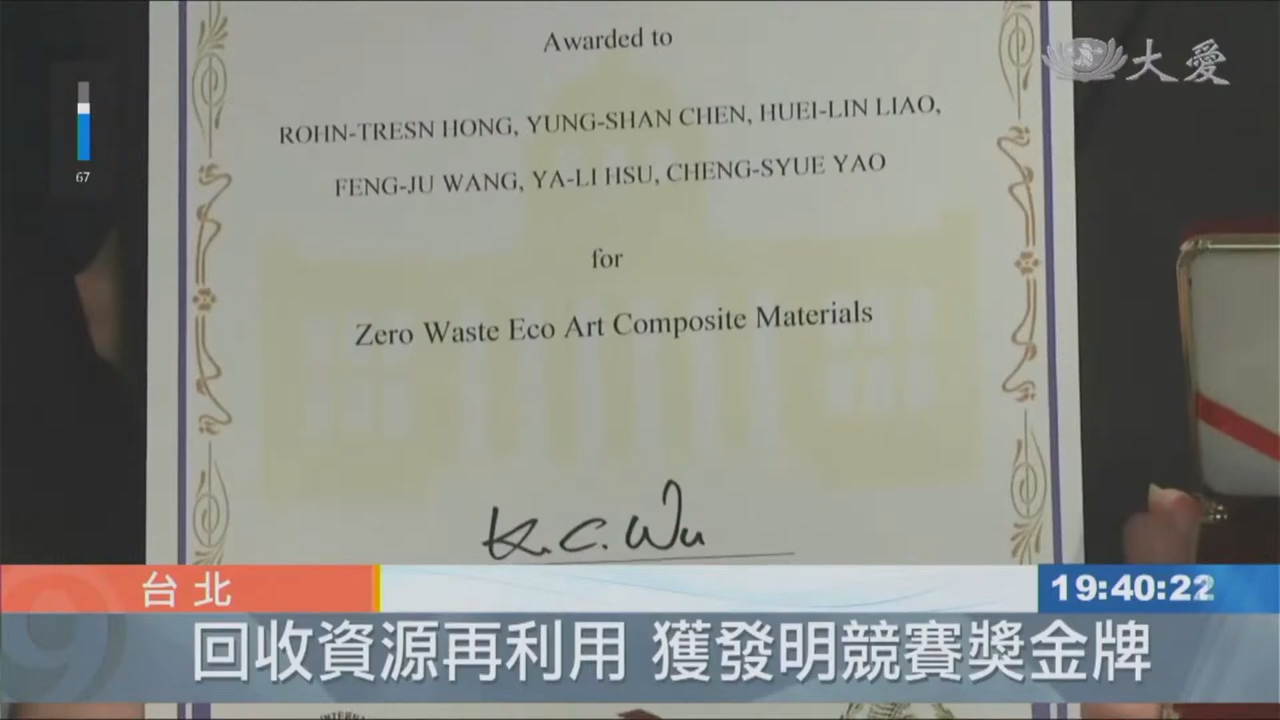 Awarded to
大愛
ROHN-TRESN HONG, YUNG-SHAN CHEN, HUEI-LIN LIAO,
FENG-JU WANG, YA-LI HSU, CHENG-SYUE YAO
67
for
Zero Waste Eco Art Composite Materials
K. C. Wu
台北
19:40:22
9
回收資源再利用 獲發明競賽獎金牌